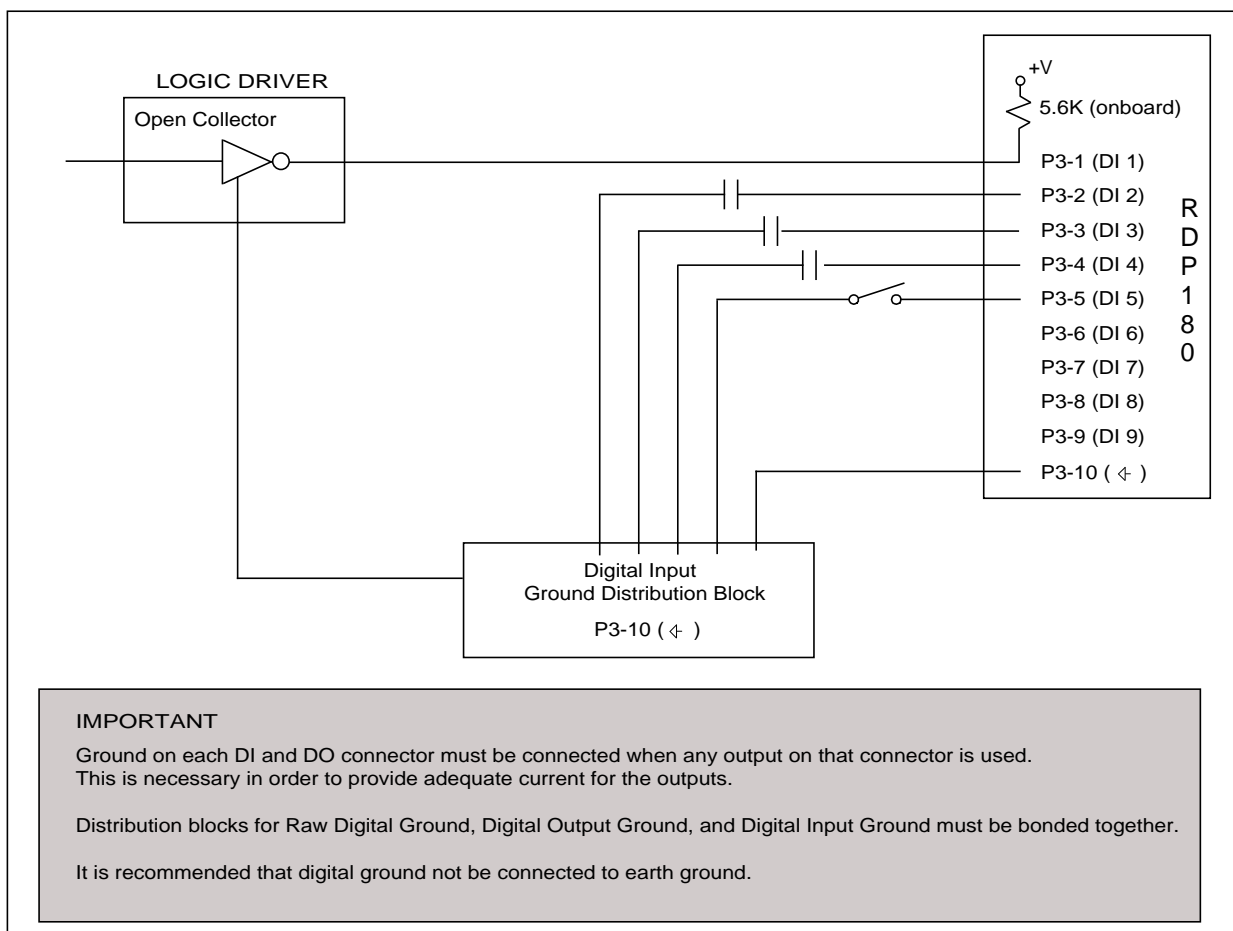 LOGIC DRIVER
Open Collector
+V
5.6K (onboard)
P3-1 (DI 1)
P3-2 (DI 2)
P3-3 (DI 3)
P3-4 (DI 4)
P3-5 (DI 5)
P3-6 (DI 6)
P3-7 (DI 7)
P3-8 (DI 8)
P3-9 (DI 9)
P3-10 ( )
R
D
P
1
8
0
Digital Input
Ground Distribution Block
P3-10 ( )
IMPORTANT
Ground on each DI and DO connector must be connected when any output on that connector is used.
This is necessary in order to provide adequate current for the outputs.
Distribution blocks for Raw Digital Ground, Digital Output Ground, and Digital Input Ground must be bonded together.
It is recommended that digital ground not be connected to earth ground.